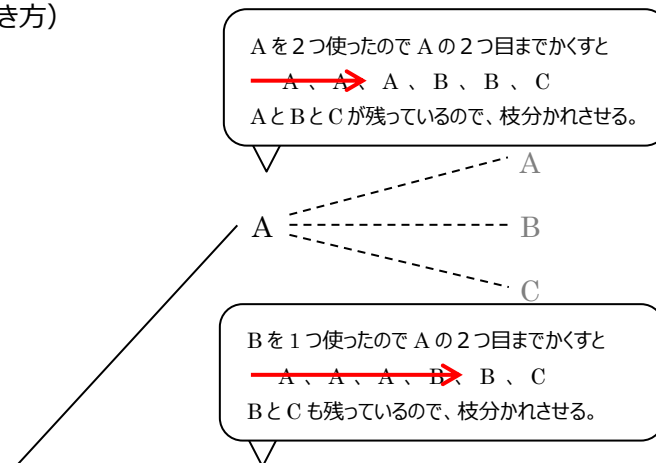 き方）
Aを２つ使ったのでAの２つ目までかくすと
A 、 A 、 A 、 B 、 B 、 C
AとBとCが残っているので、枝分かれさせる。
A
A
B
C
Bを１つ使ったのでAの２つ目までかくすと
A 、 A 、 A 、 B 、 B 、 C
BとCも残っているので、枝分かれさせる。